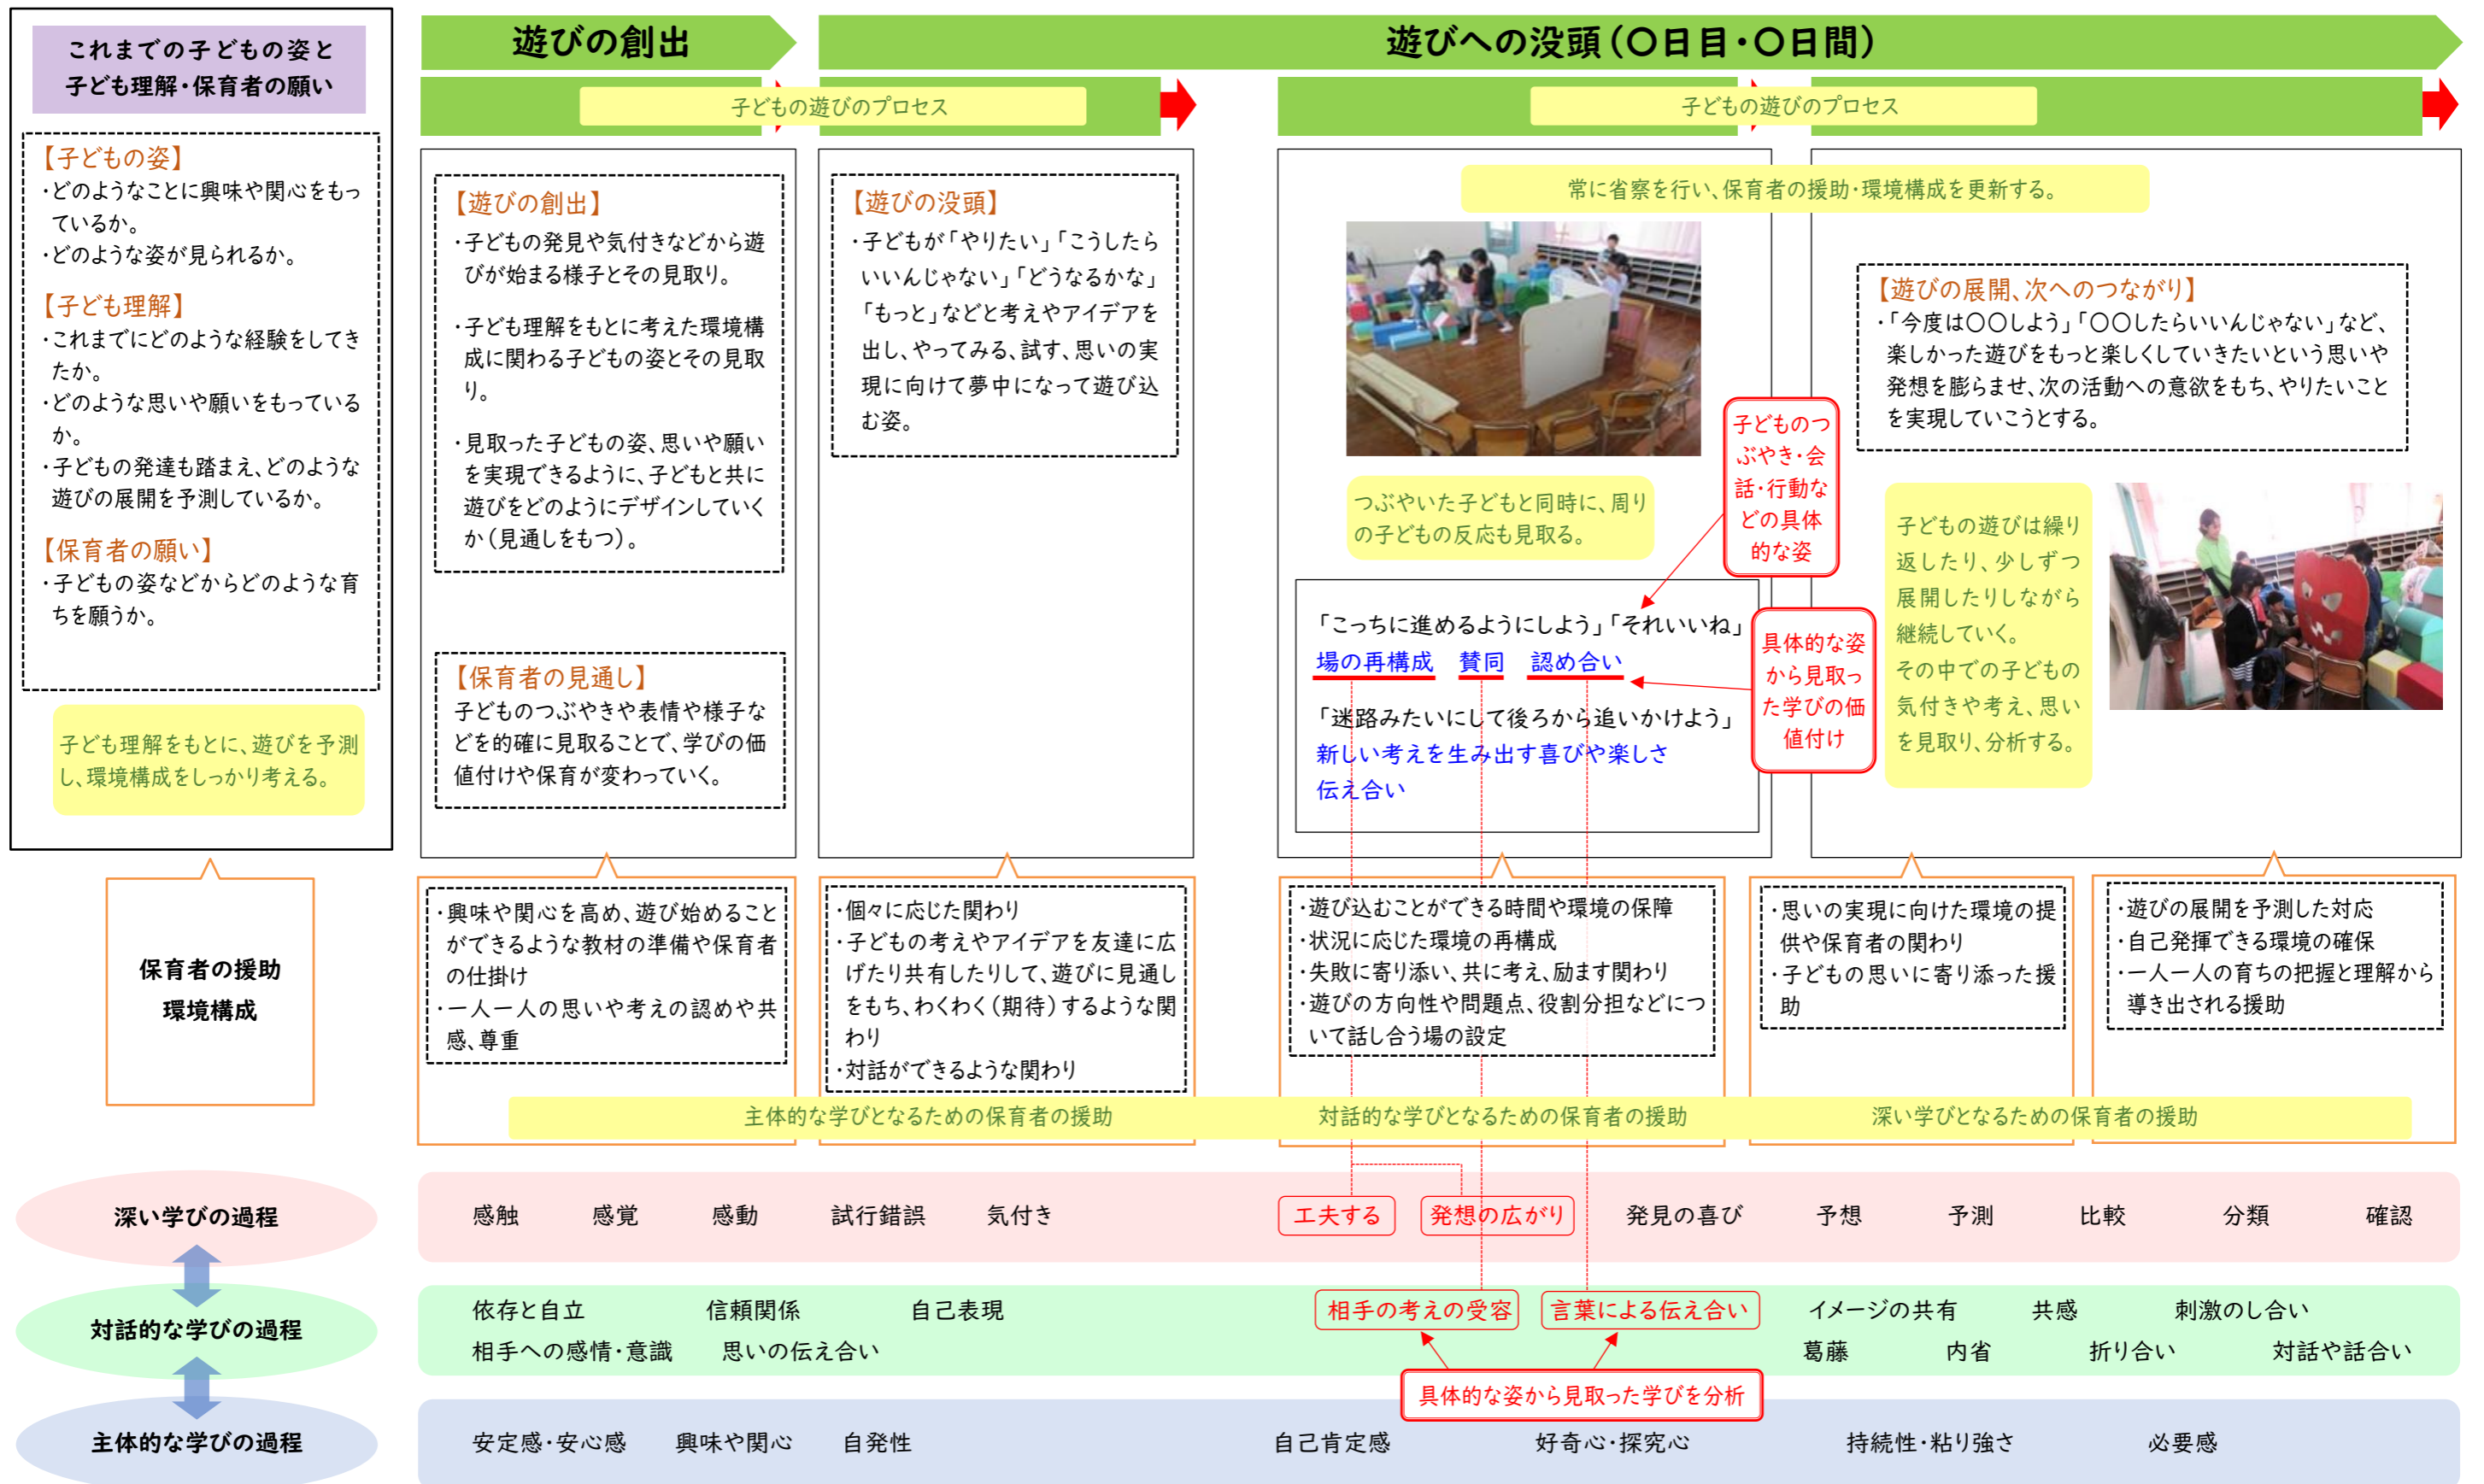 これまでの子どもの姿と
子ども理解・保育者の願い
【子どもの姿】
・どのようなことに興味や関心をもっ
ているか。
・どのような姿が見られるか。
【子ども理解】
・これまでにどのような経験をしてき
たか。
・どのような思いや願いをもっている
か。
・子どもの発達も踏まえ、どのような
遊びの展開を予測しているか。
【保育者の願い】
・子どもの姿などからどのような育
ちを願うか。
子ども理解をもとに、遊びを予測
し、環境構成をしっかり考える。
遊びの創出
遊びへの没頭(〇日目・〇日間)
子どもの遊びのプロセス
子どもの遊びのプロセス
【遊びの創出】
・子どもの発見や気付きなどから遊
びが始まる様子とその見取り。
・子ども理解をもとに考えた環境構
成に関わる子どもの姿とその見取
り。
・見取った子どもの姿、思いや願い
を実現できるように、子どもと共に
遊びをどのようにデザインしていく
か(見通しをもつ)。
【保育者の見通し】
子どものつぶやきや表情や様子な
どを的確に見取ることで、学びの価
値付けや保育が変わっていく。
【遊びの没頭】
・子どもが「やりたい」「こうしたら
いいんじゃない」「どうなるかな」
「もっと」などと考えやアイデアを
出し、やってみる、試す、思いの実
現に向けて夢中になって遊び込
む姿。
常に省察を行い、保育者の援助・環境構成を更新する。
つぶやいた子どもと同時に、周り
の子どもの反応も見取る。
子どものつ
ぶやき・会
話・行動な
どの具体
的な姿
「こっちに進めるようにしよう」「それいいね」
場の再構成 賛同 認め合い
「迷路みたいにして後ろから追いかけよう」
新しい考えを生み出す喜びや楽しさ
伝え合い
具体的な姿
から見取っ
た学びの価
値付け
【遊びの展開、次へのつながり】
・「今度は〇〇しよう」「〇〇したらいいんじゃない」など、
楽しかった遊びをもっと楽しくしていきたいという思いや
発想を膨らませ、次の活動への意欲をもち、やりたいこと
を実現していこうとする。
子どもの遊びは繰り
返したり、少しずつ
展開したりしながら
継続していく。
その中での子どもの
気付きや考え、思い
を見取り、分析する。
保育者の援助
環境構成
・興味や関心を高め、遊び始めること
ができるような教材の準備や保育者
の仕掛け
・一人一人の思いや考えの認めや共
感、尊重
・個々に応じた関わり
・子どもの考えやアイデアを友達に広
げたり共有したりして、遊びに見通し
をもち、わくわく(期待)するような関
わり
・対話ができるような関わり
・遊び込むことができる時間や環境の保障
・状況に応じた環境の再構成
・失敗に寄り添い、共に考え、励ます関わり
・遊びの方向性や問題点、役割分担などにつ
いて話し合う場の設定
・思いの実現に向けた環境の提
供や保育者の関わり
・子どもの思いに寄り添った援
助
・遊びの展開を予測した対応
・自己発揮できる環境の確保
・一人一人の育ちの把握と理解から
導き出される援助
主体的な学びとなるための保育者の援助
対話的な学びとなるための保育者の援助
深い学びとなるための保育者の援助
深い学びの過程
感触 感覚 感動 試行錯誤 気付き 工夫する 発想の広がり 発見の喜び 予想 予測 比較 分類 確認
対話的な学びの過程
依存と自立 信頼関係 自己表現 相手の考えの受容 言葉による伝え合い イメージの共有 共感 刺激のし合い
相手への感情・意識 思いの伝え合い 葛藤 内省 折り合い 対話や話合い
具体的な姿から見取った学びを分析
主体的な学びの過程
安定感・安心感 興味や関心 自発性 自己肯定感 好奇心・探究心 持続性・粘り強さ 必要感